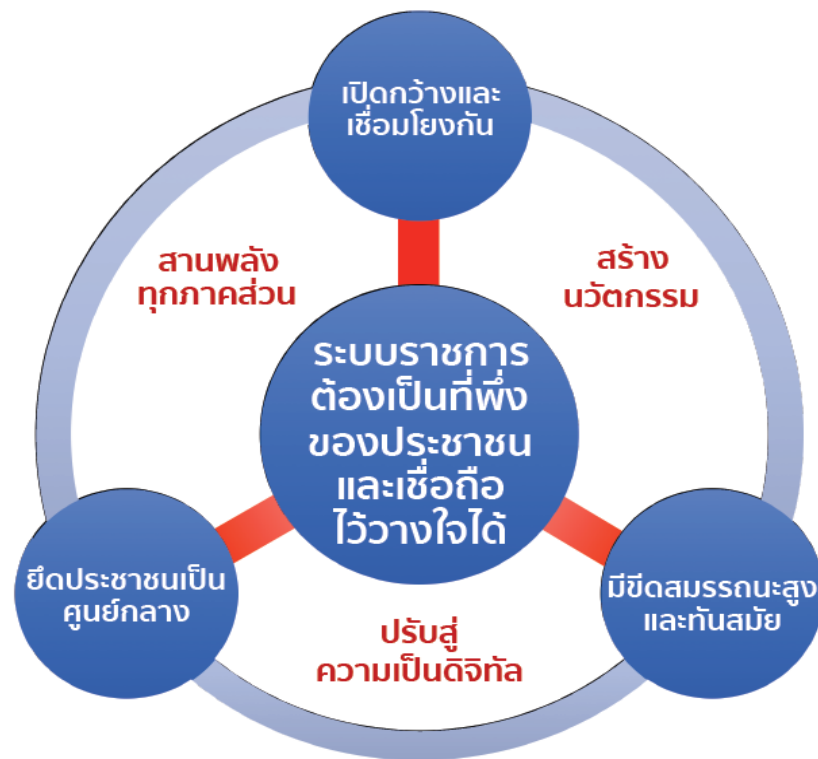 เปิดกว้างและ
เชื่อมโยงกัน
สานพลัง
ทุกภาคส่วน
สร้าง
นวัตกรรม
ระบบราชการ
ต้องเป็นที่พึ่ง
ของประชาชน
และเชื่อถือ
ไว้วางใจได้
ยึดประชาชนเป็น
ศูนย์กลาง
มีขีดสมรรถนะสูง
และทันสมัย
ปรับสู่
ความเป็นดิจิทัล